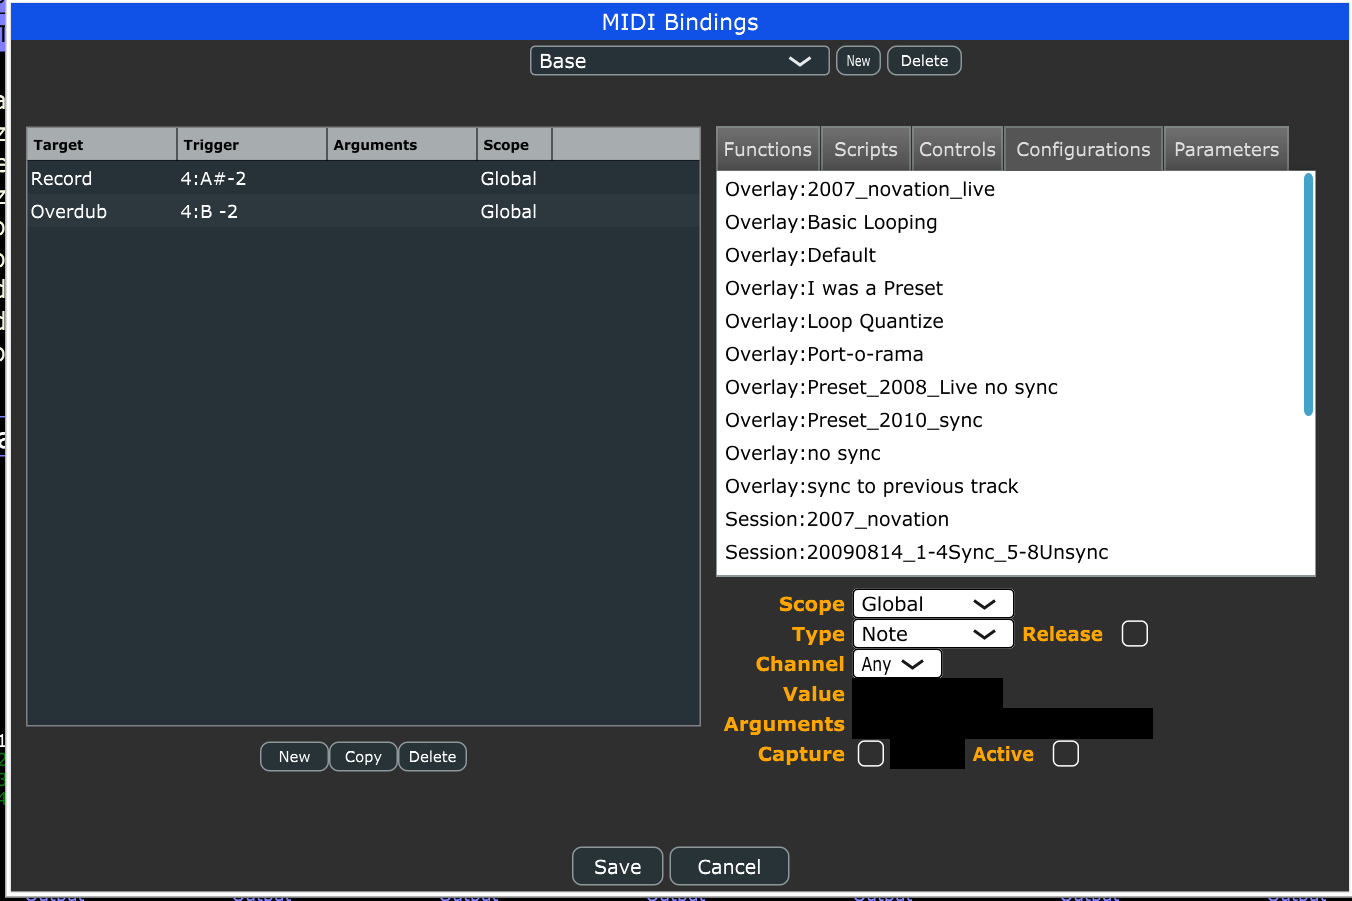 MIDI Bindings
Base New Delete
Target Trigger Arguments Scope
Record 4:A#-2 Global
Overdub 4:B -2 Global
New Copy Delete
Functions Scripts Controls Configurations Parameters
Overlay:2007_novation_live
Overlay:Basic Looping
Overlay:Default
Overlay:I was a Preset
Overlay:Loop Quantize
Overlay:Port-o-rama
Overlay:Preset_2008_Live no sync
Overlay:Preset_2010_sync
Overlay:no sync
Overlay:sync to previous track
Session:2007_novation
Session:20090814_1-4Sync_5-8Unsync
Scope Global
Type Note Release
Channel Any
Value
Arguments
Capture Active
Save Cancel